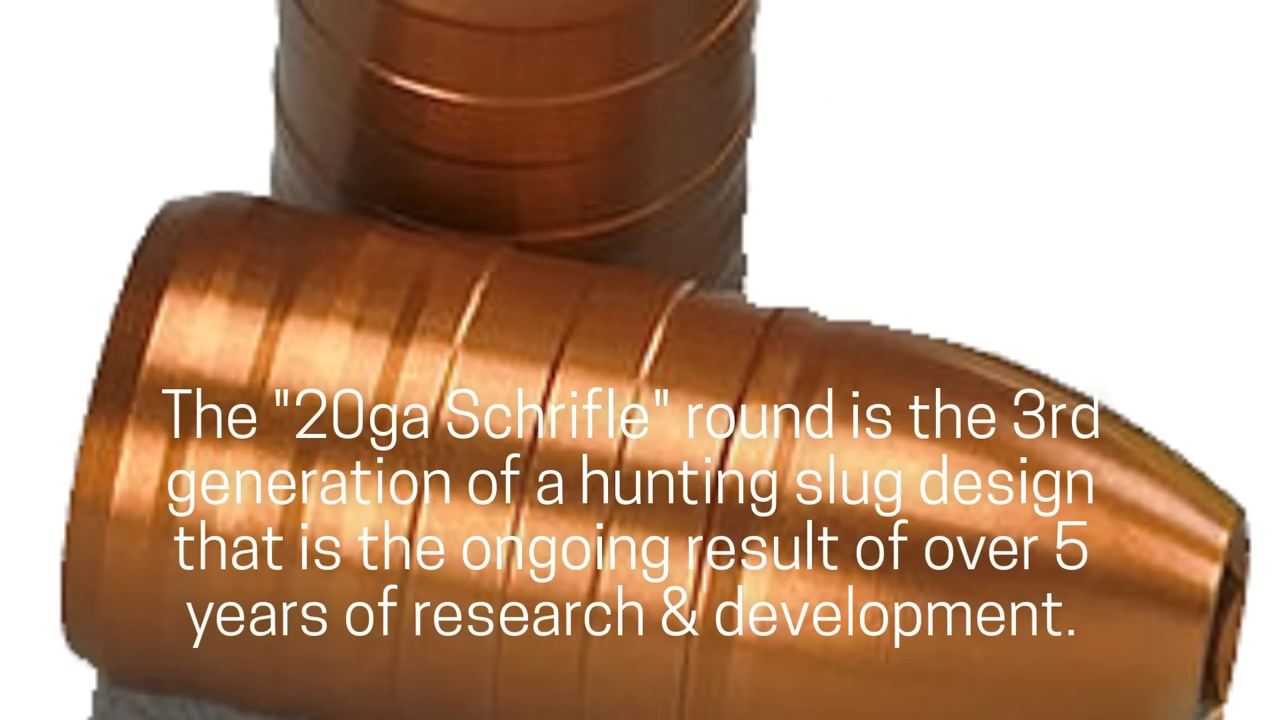 The "20ga Schrifle" round is the 3rd
generation of a hunting slug design
that is the ongoing result of over 5
years of research & development.